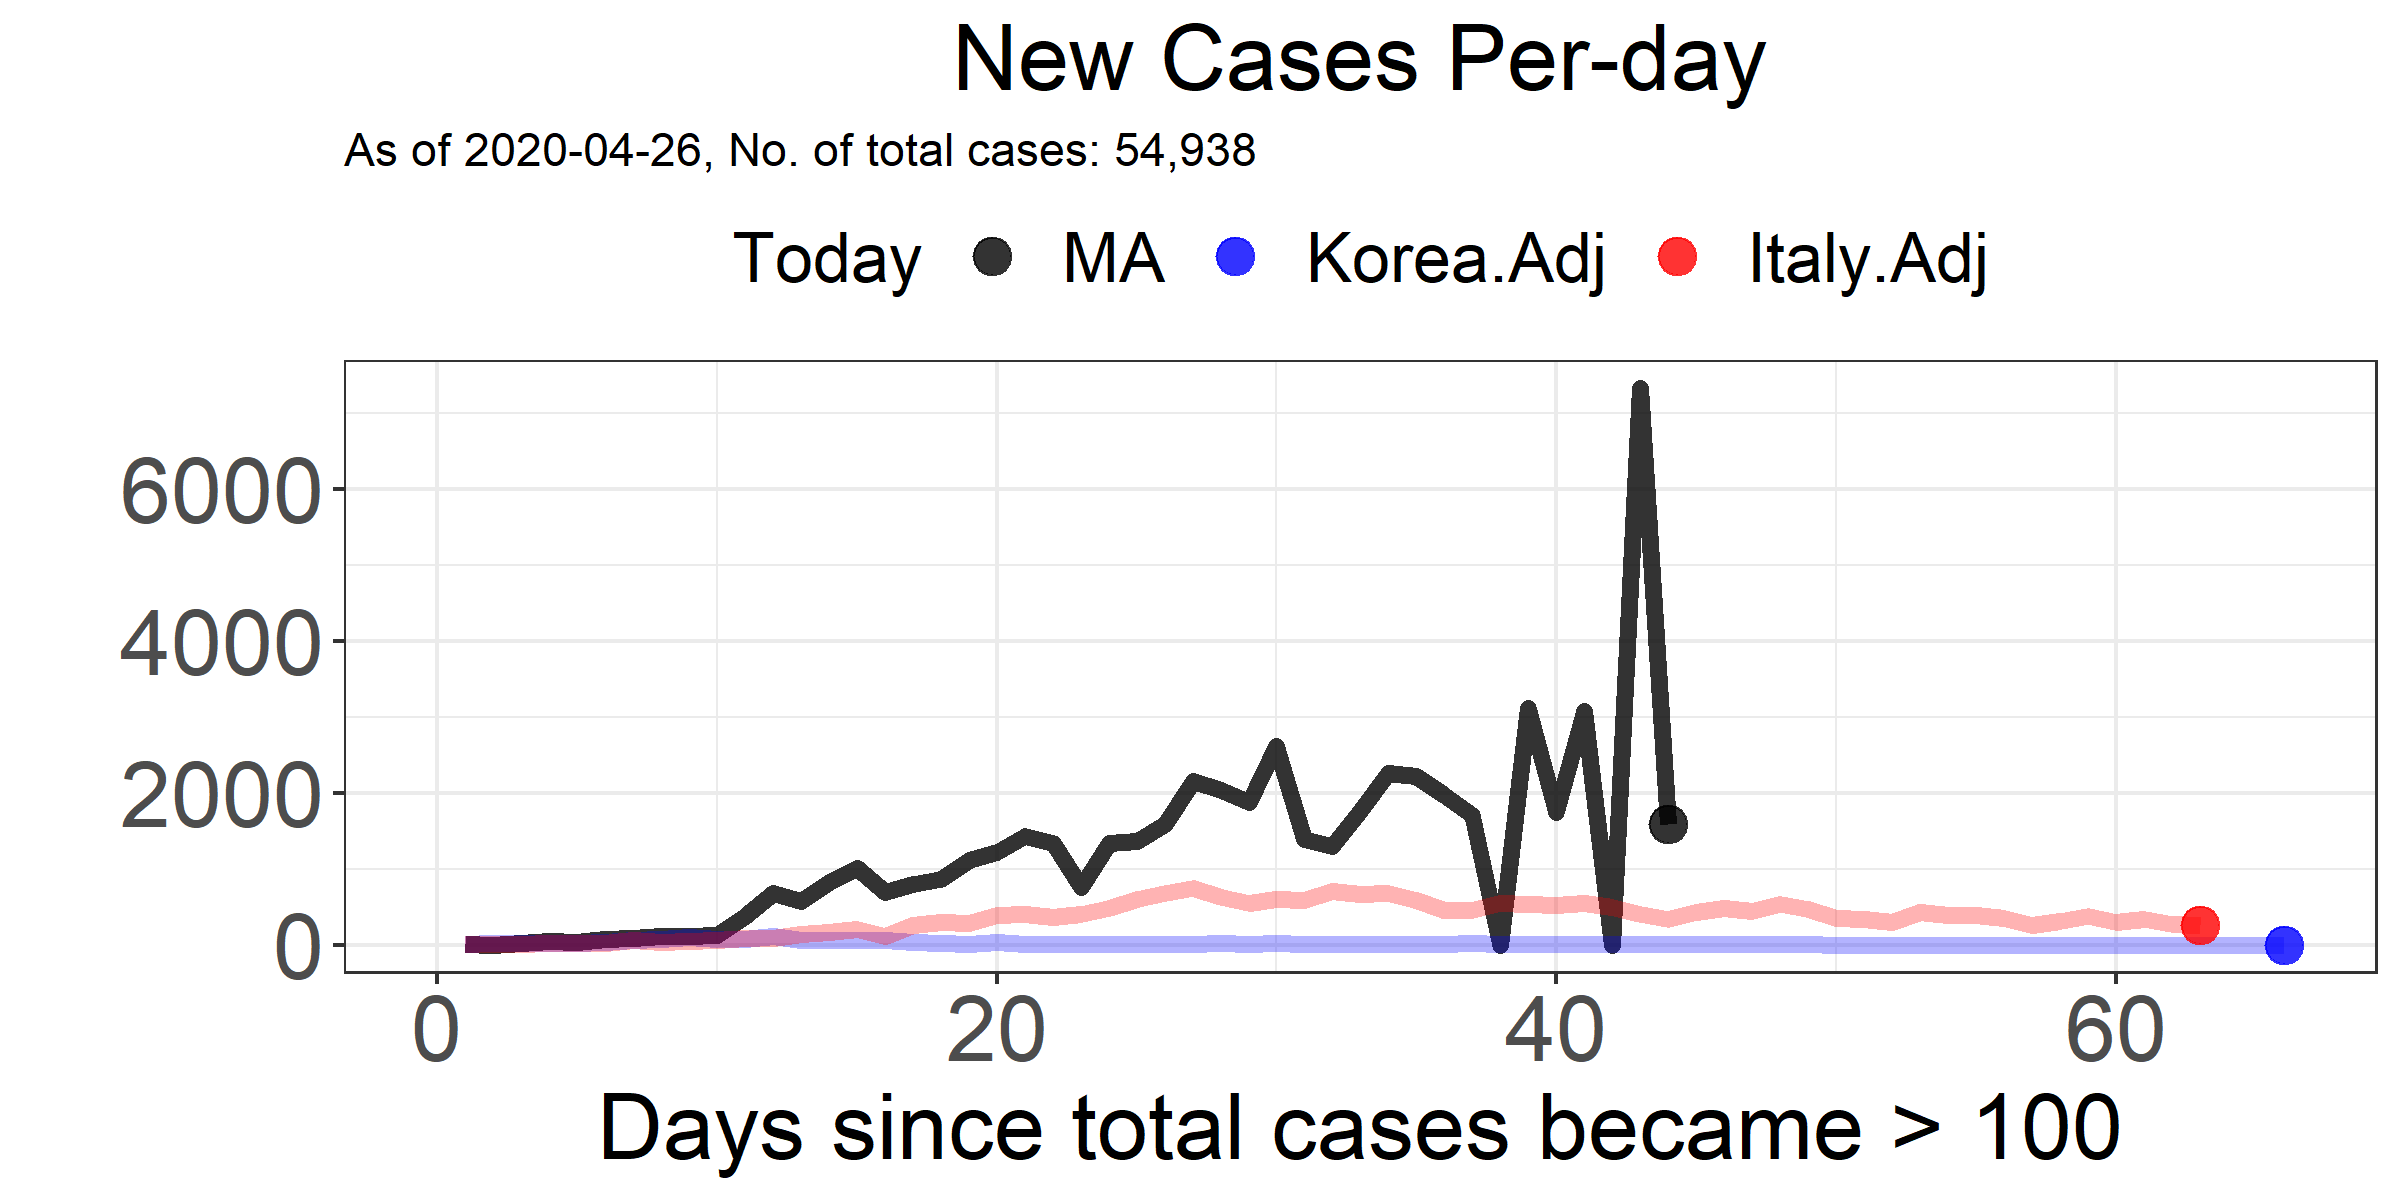 New Cases Per-day
As of 2020-04-26, No. of total cases: 54,938
Today MA Korea.Adj Italy.Adj
6000
4000
2000
0
0 20 40 60
Days since total cases became > 100